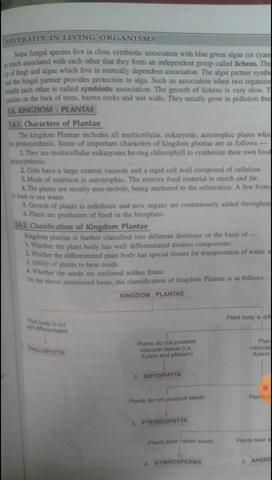 DIVERSITY IN LIVING ORGANISMS
Some fungal species live in close symbiotic association with blue green algae (or cyan
so much associated with each other that they form an independent group called lichens. The
of fungi and algae which live in mutually dependent association. The algal partner synthe
and the fungal partner provides protection to alga. Such an association when two organism
benefit each other is called symbiotic association. The growth of lichens is very slow. T
patches on the bark of trees, barren rocks and wet walls. They usually grow in pollution free
5.6. KINGDOM : PLANTAE
5.6.1. Characters of Plantae
The kingdom Plantae includes all multicellular, eukaryotic, autotrophic plants whic
by photosynthesis. Some of important characters of kingdom plantae are as follows —
1. They are multicellular eukaryotes having chlorophyll to synthesize their own food
photosynthesis.
2. Cells have a large central vacuole and a rigid cell wall composed of cellulose.
3. Mode of nutrition is autotrophic. The reserve food material is starch and fat.
4. The plants are mostly non-mobile, being anchored to the substratum. A few forms
in fresh or sea water.
5. Growth of plants is indefinite and new organs are continuously added throughout
6. Plants are producers of food in the biosphere.
5.6.2. Classification of Kingdom Plantae
Kingdom plantae is further classified into different divisions on the basis of —
1. Whether the plant body has well differentiated distinct components.
2. Whether the differentiated plant body has special tissues for transportation of water,
3. Ability of plants to bear seeds.
4. Whether the seeds are enclosed within fruits.
On the above mentioned basis, the classification of Kingdom Plantae is as follows
KINGDOM : PLANTAE
Plant body is not
well differentiated
Plant body is diff
THALLOPHYTA
Plants do not possess
vascular tissue (i.e.,
Xylem and phloem)
Plan
vascula
Xylem
2. BRYOPHYTA
Plants do not produce seeds
Plants
3. PTERIDOPHYTA
Plants bear naked seeds
Plants bear s
4. GYMNOSPERMS
5. ANGIO